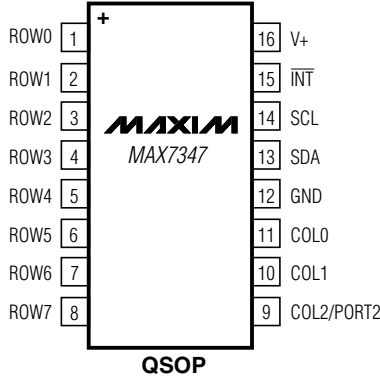 +
ROW0 1 16 V+
ROW1 2 15 INT
ROW2 3 MAXIM 14 SCL
ROW3 4 MAX7347 13 SDA
ROW4 5 12 GND
ROW5 6 11 COL0
ROW6 7 10 COL1
ROW7 8 9 COL2/PORT2
QSOP